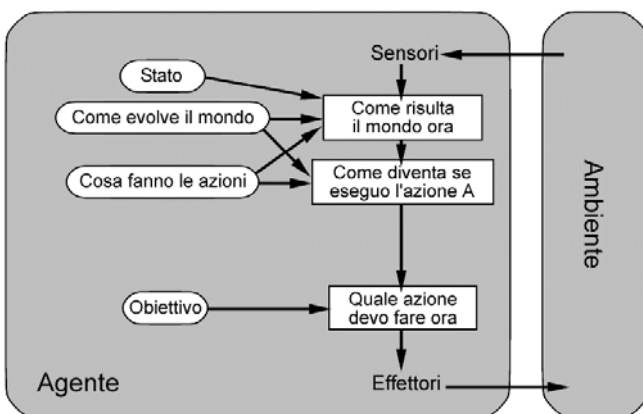 Sensori
Stato
Come risulta
il mondo ora
Come evolve il mondo
Come diventa se
eseguo l'azione A
Cosa fanno le azioni
Quale azione
devo fare ora
Obiettivo
Effettori
Agente
Ambiente